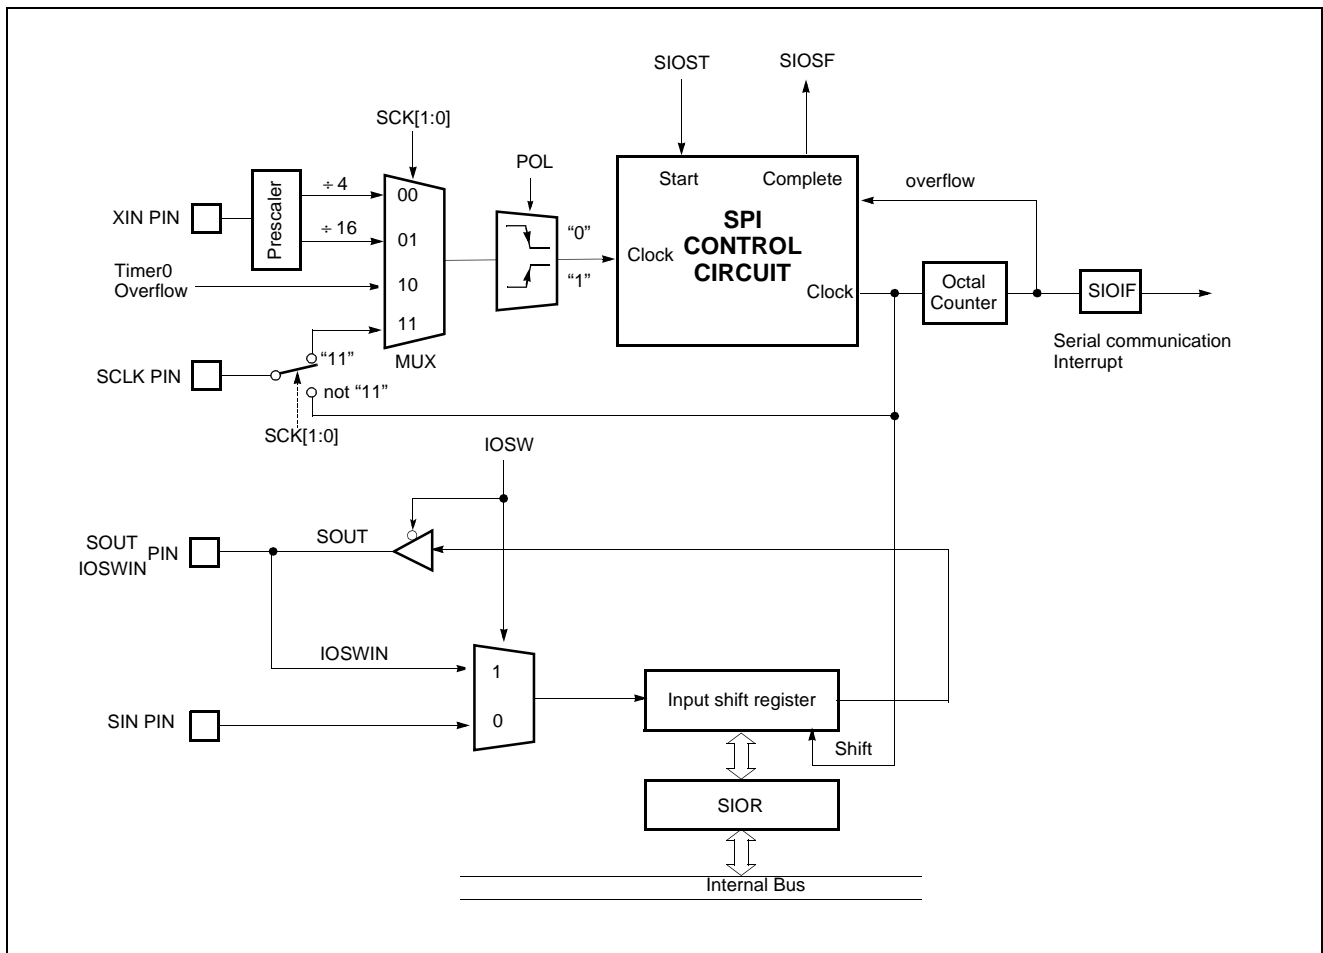 SIOST
SIOSF
SCK[1:0]
POL
Start
Complete
overflow
÷ 4
00
XIN PIN
Prescaler
÷ 16
01
"0"
SPI
CONTROL
CIRCUIT
Clock
"1"
Timer0
Overflow
10
Clock
Octal
Counter
SIOIF
11
MUX
Serial communication
Interrupt
"11"
SCLK PIN
not "11"
SCK[1:0]
IOSW
SOUT
SOUT
IOSWIN
PIN
IOSWIN
1
SIN PIN
0
Input shift register
Shift
SIOR
Internal Bus